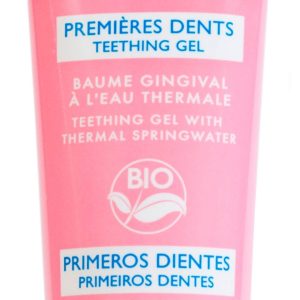 PREMIÈRES DENTS
TEETHING GEL
BAUME GINGIVAL
À L'EAU THERMALE
TEETHING GEL WITH
THERMAL SPRINGWATER
BIO
PRIMEROS DIENTES
PRIMEIROS DENTES